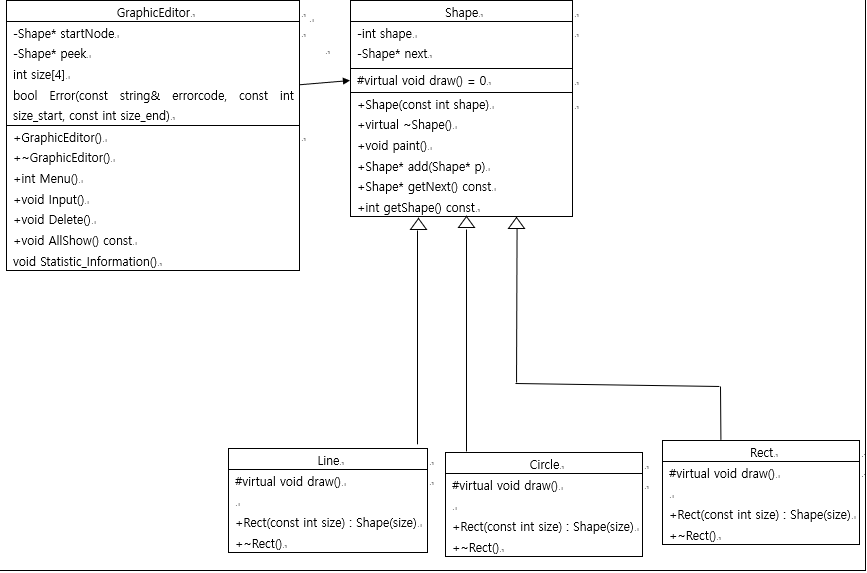 GraphicEditor
-Shape* startNode
-Shape* peek
int size[4]
bool Error(const string& errorcode, const int
size_start, const int size_end)
+GraphicEditor()
+~GraphicEditor()
+int Menu()
+void Input()
+void Delete()
+void AllShow() const
void Statistic_Information()
Shape
-int shape
-Shape* next
#virtual void draw() = 0
+Shape(const int shape)
+virtual ~Shape()
+void paint()
+Shape* add(Shape* p)
+Shape* getNext() const
+int getShape() const
Line
#virtual void draw()
+Rect(const int size) : Shape(size)
+~Rect()
Circle
#virtual void draw()
+Rect(const int size) : Shape(size)
+~Rect()
Rect
#virtual void draw()
+Rect(const int size) : Shape(size)
+~Rect()